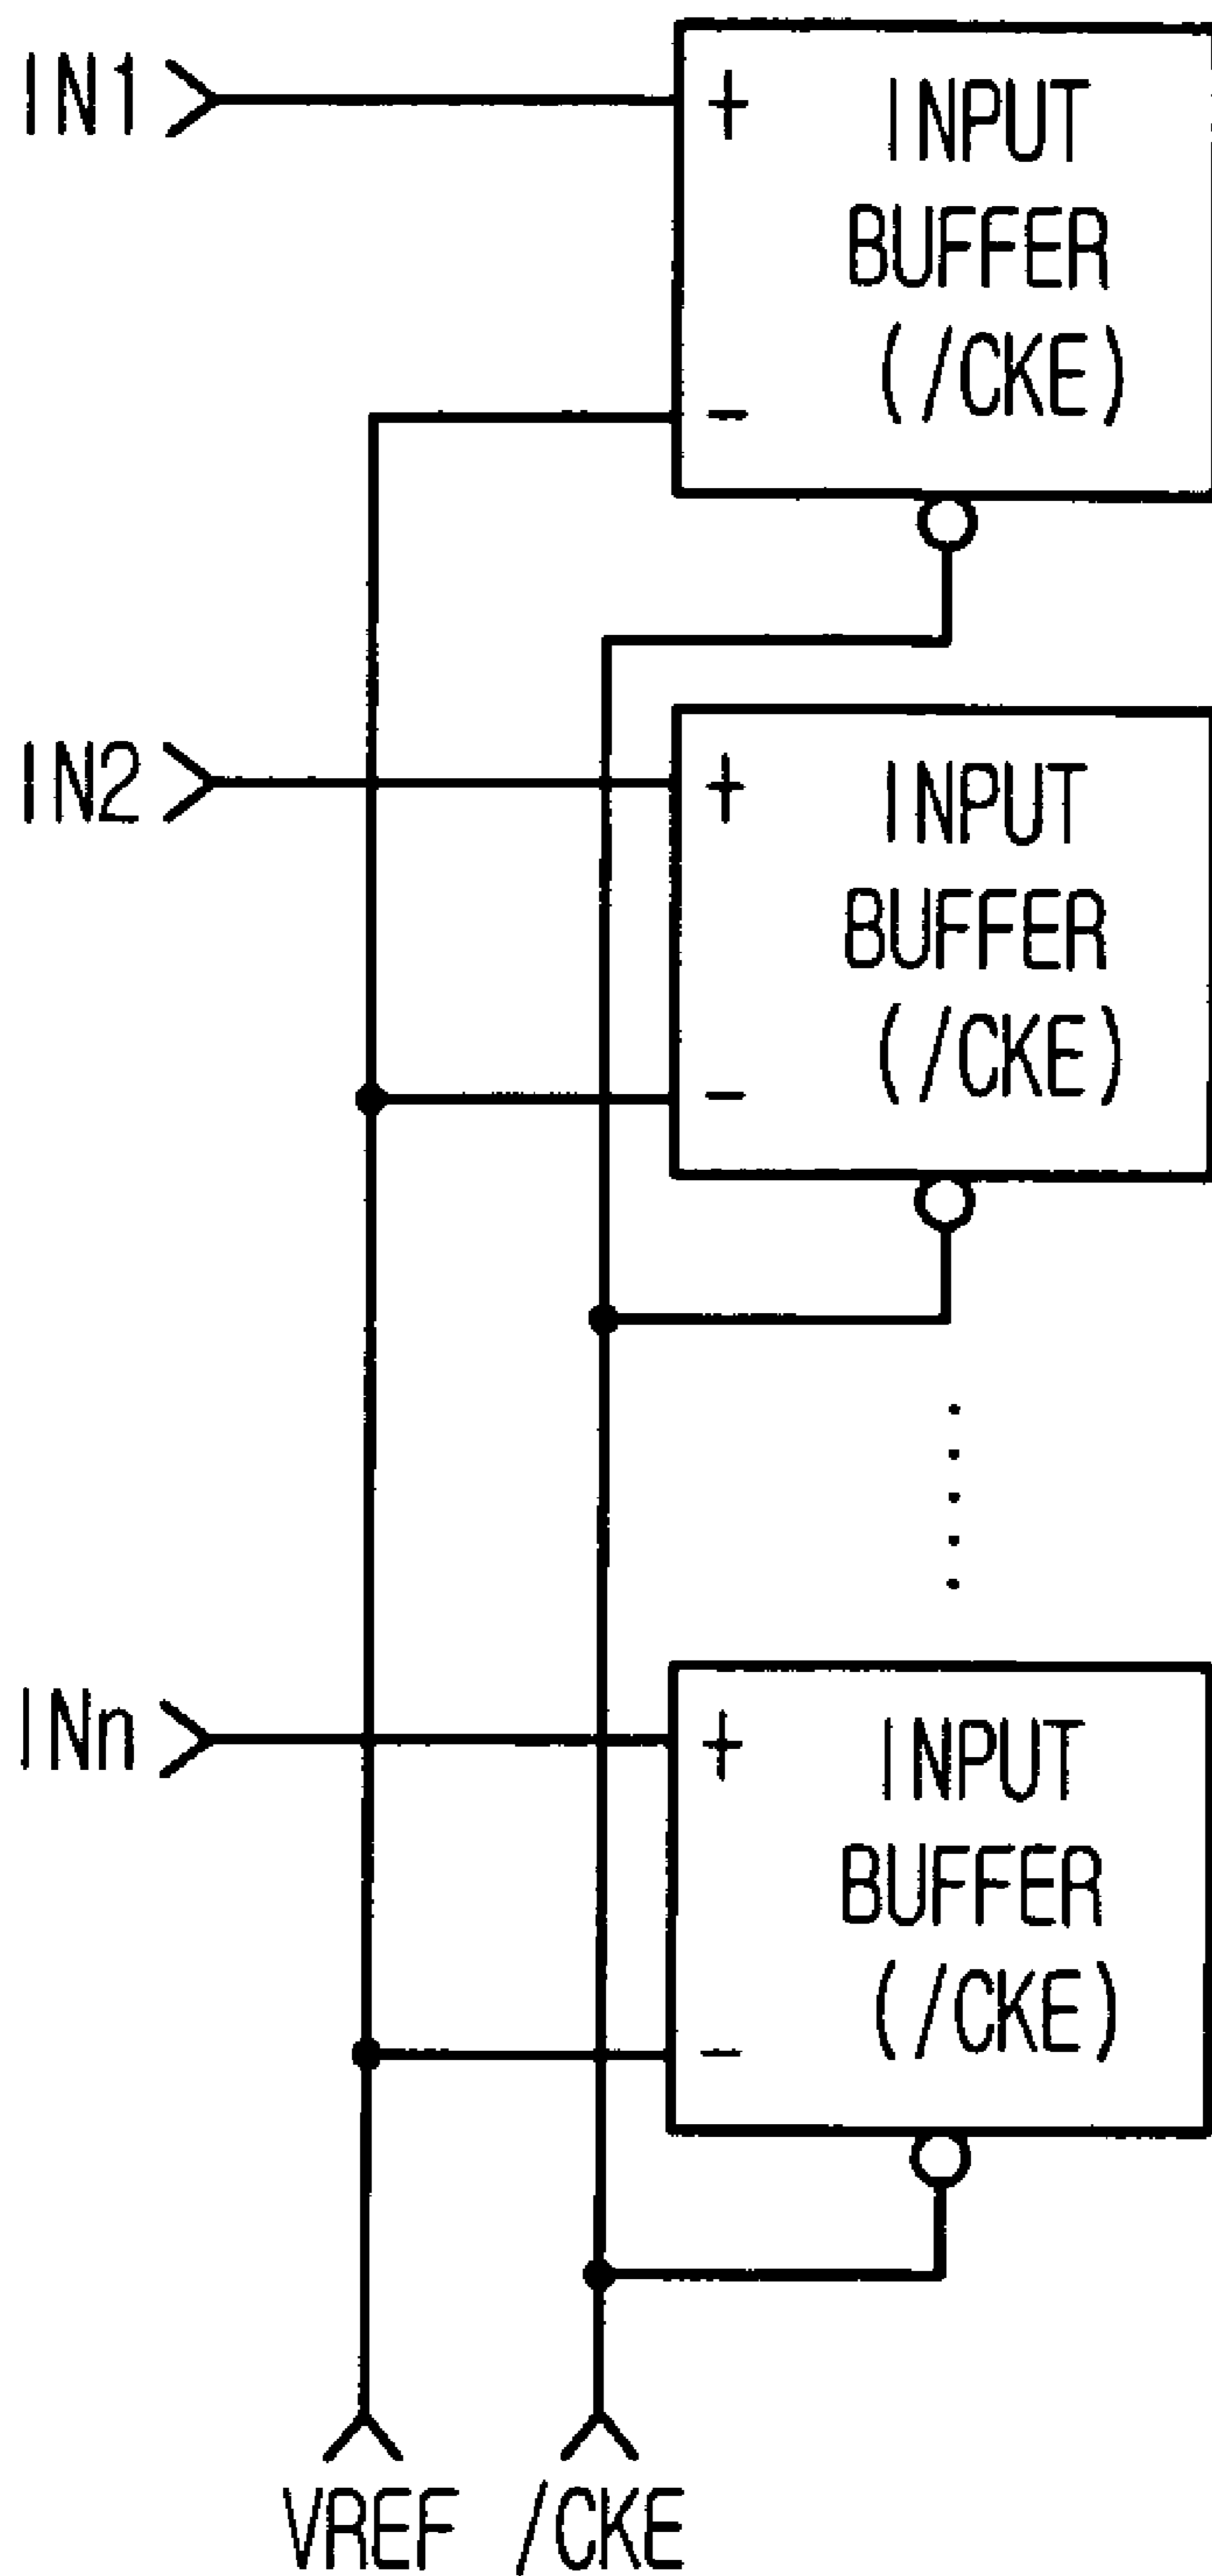 IN1
+
INPUT
BUFFER
(/CKE)
-
IN2
+
INPUT
BUFFER
(/CKE)
-
INn
+
INPUT
BUFFER
(/CKE)
-
VREF /CKE